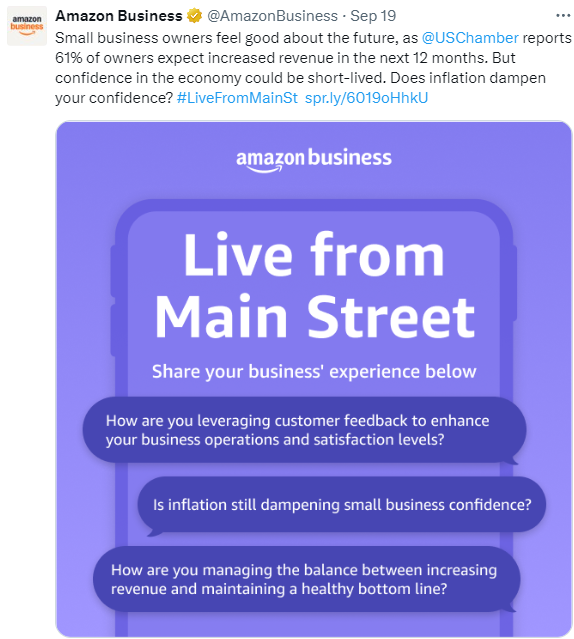 Amazon Business @AmazonBusiness · Sep 19
amazon
business
Small business owners feel good about the future, as @USChamber reports
61% of owners expect increased revenue in the next 12 months. But
confidence in the economy could be short-lived. Does inflation dampen
your confidence? #LiveFromMainSt spr.ly/6019oHhkU
amazon business
Live from
Main Street
Share your business' experience below
How are you leveraging customer feedback to enhance
your business operations and satisfaction levels?
Is inflation still dampening small business confidence?
How are you managing the balance between increasing
revenue and maintaining a healthy bottom line?